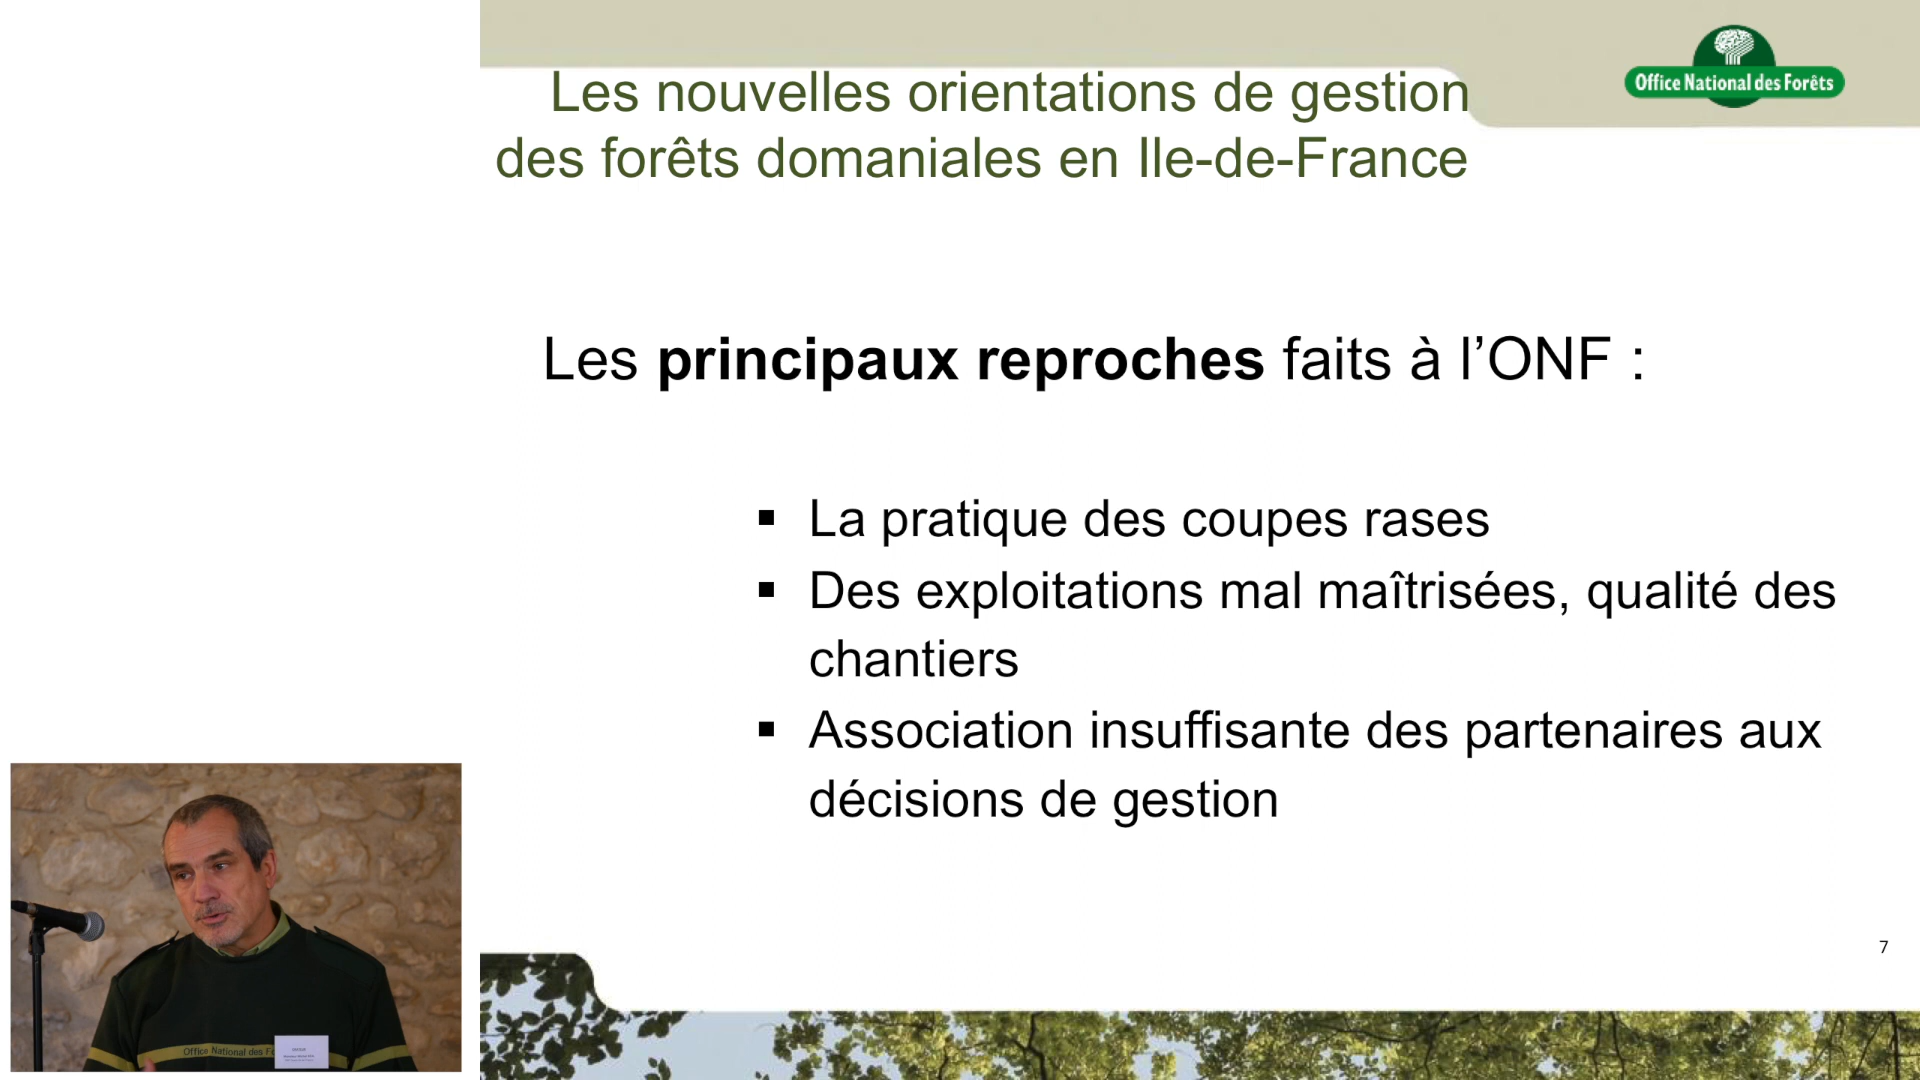 Les nouvelles orientations de gestion
des forêts domaniales en Ile-de-France
Office National des Forêts
Les principaux reproches faits à l’ONF :
▪ La pratique des coupes rases
▪ Des exploitations mal maîtrisées, qualité des
chantiers
▪ Association insuffisante des partenaires aux
décisions de gestion
7
Office National des